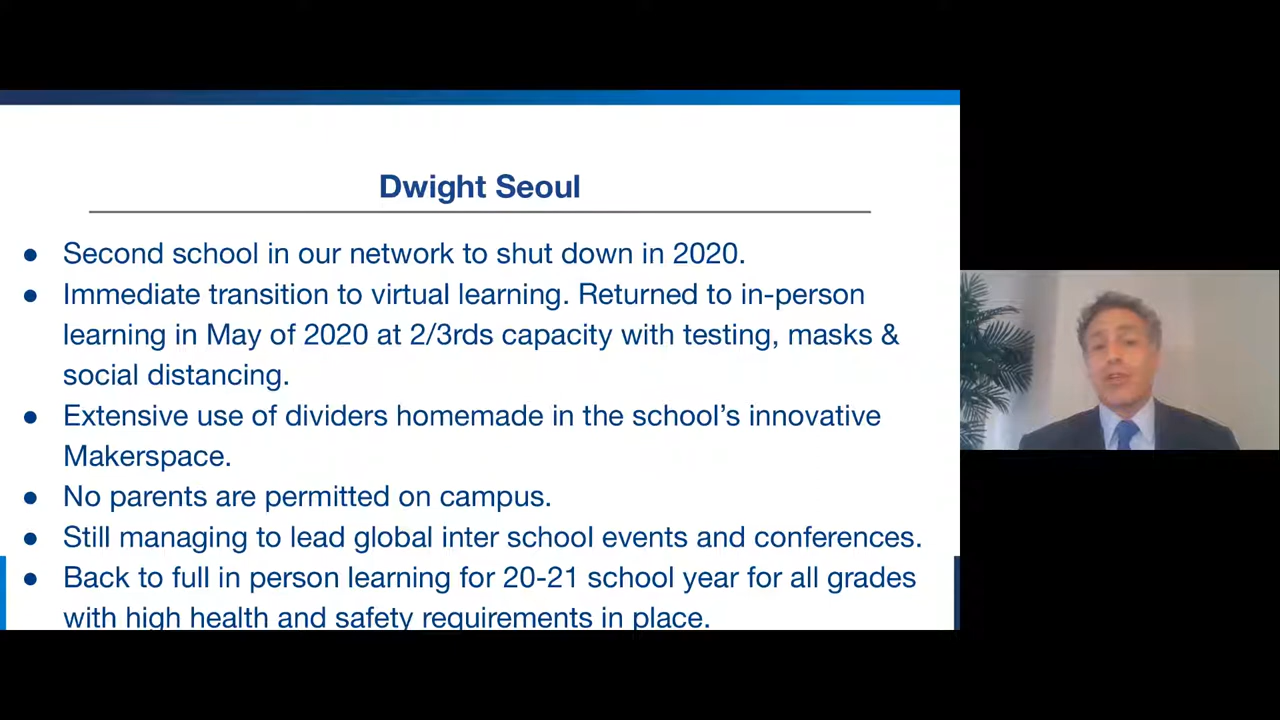 Dwight Seoul
● Second school in our network to shut down in 2020.
● Immediate transition to virtual learning. Returned to in-person
learning in May of 2020 at 2/3rds capacity with testing, masks &
social distancing.
● Extensive use of dividers homemade in the school’s innovative
Makerspace.
● No parents are permitted on campus.
● Still managing to lead global inter school events and conferences.
● Back to full in person learning for 20-21 school year for all grades
with high health and safety requirements in place.